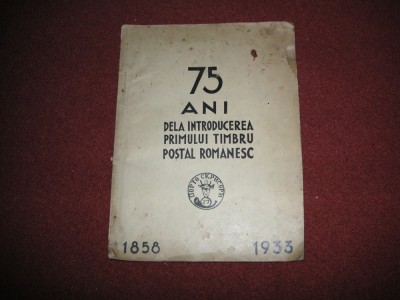 75
ANI
DELA INTRODUCEREA
PRIMULUI TIMBRU
POSTAL ROMANESC
1858 1933